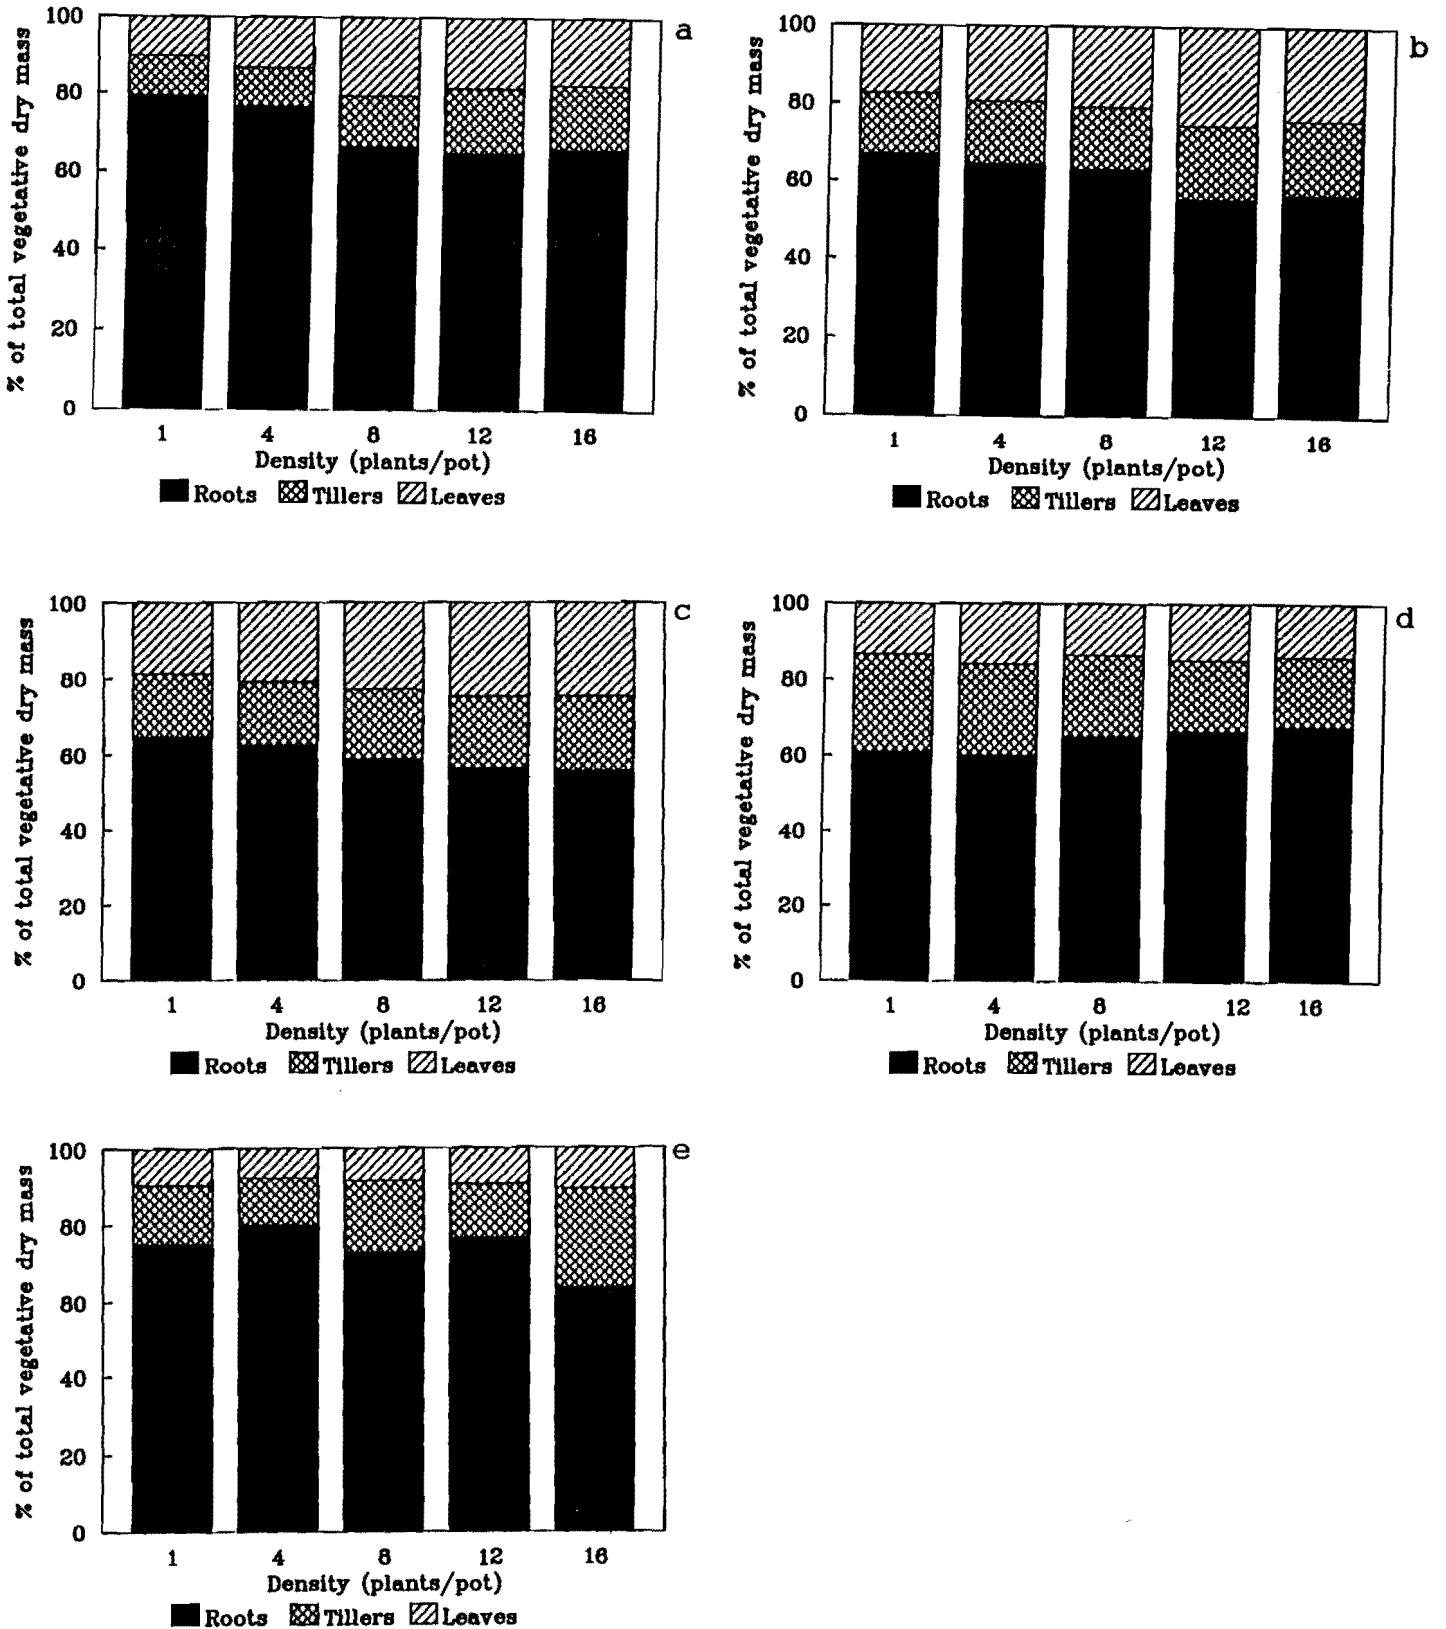 a
% of total vegetative dry mass
100
80
60
40
20
0
1 4 8 12 16
Density (plants/pot)
Roots Tillers Leaves
b
% of total vegetative dry mass
100
80
60
40
20
0
1 4 8 12 16
Density (plants/pot)
Roots Tillers Leaves
c
% of total vegetative dry mass
100
80
60
40
20
0
1 4 8 12 16
Density (plants/pot)
Roots Tillers Leaves
d
% of total vegetative dry mass
100
80
60
40
20
0
1 4 8 12 16
Density (plants/pot)
Roots Tillers Leaves
e
% of total vegetative dry mass
100
80
60
40
20
0
1 4 8 12 16
Density (plants/pot)
Roots Tillers Leaves